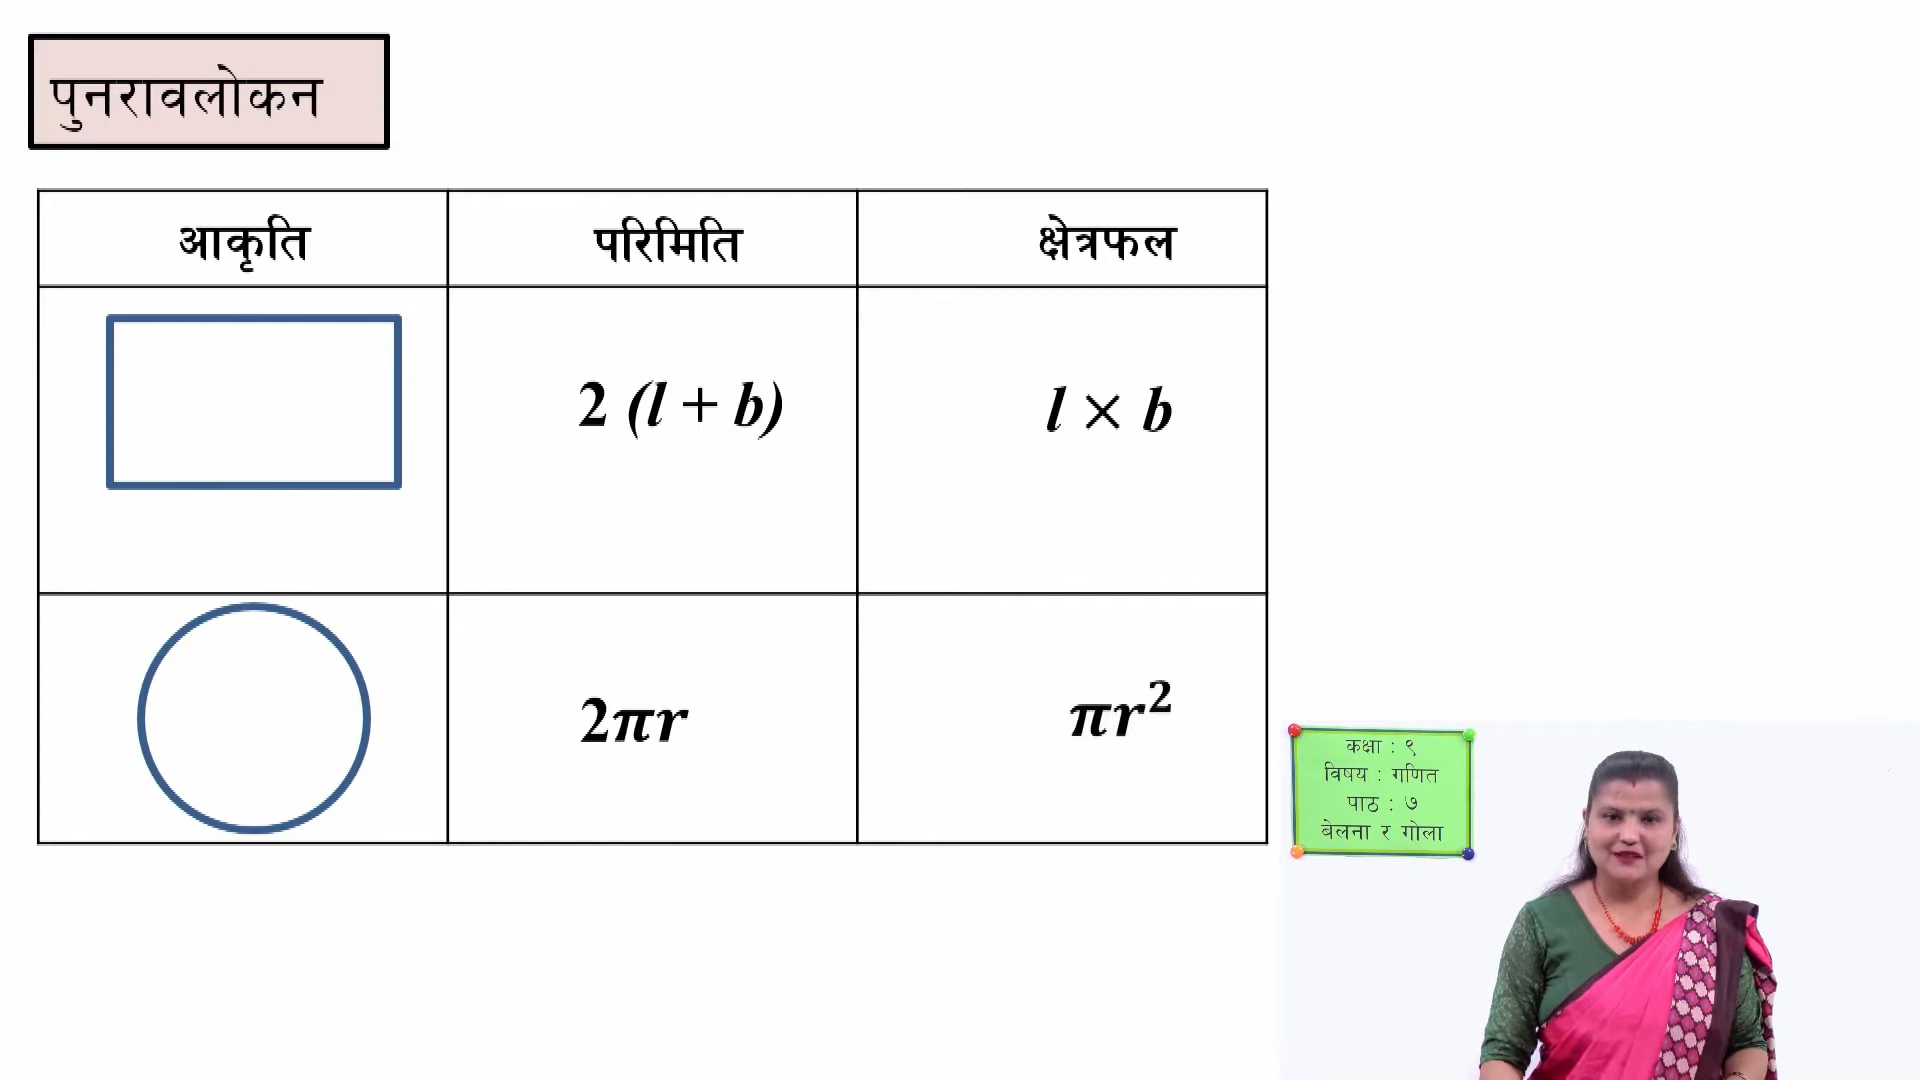 पुनरावलोकन
आकृति परिमिति क्षेत्रफल
2 (l + b) l × b
2πr πr²
कक्षा : ९
विषय : गणित
पाठ : ७
बेलना र गोला